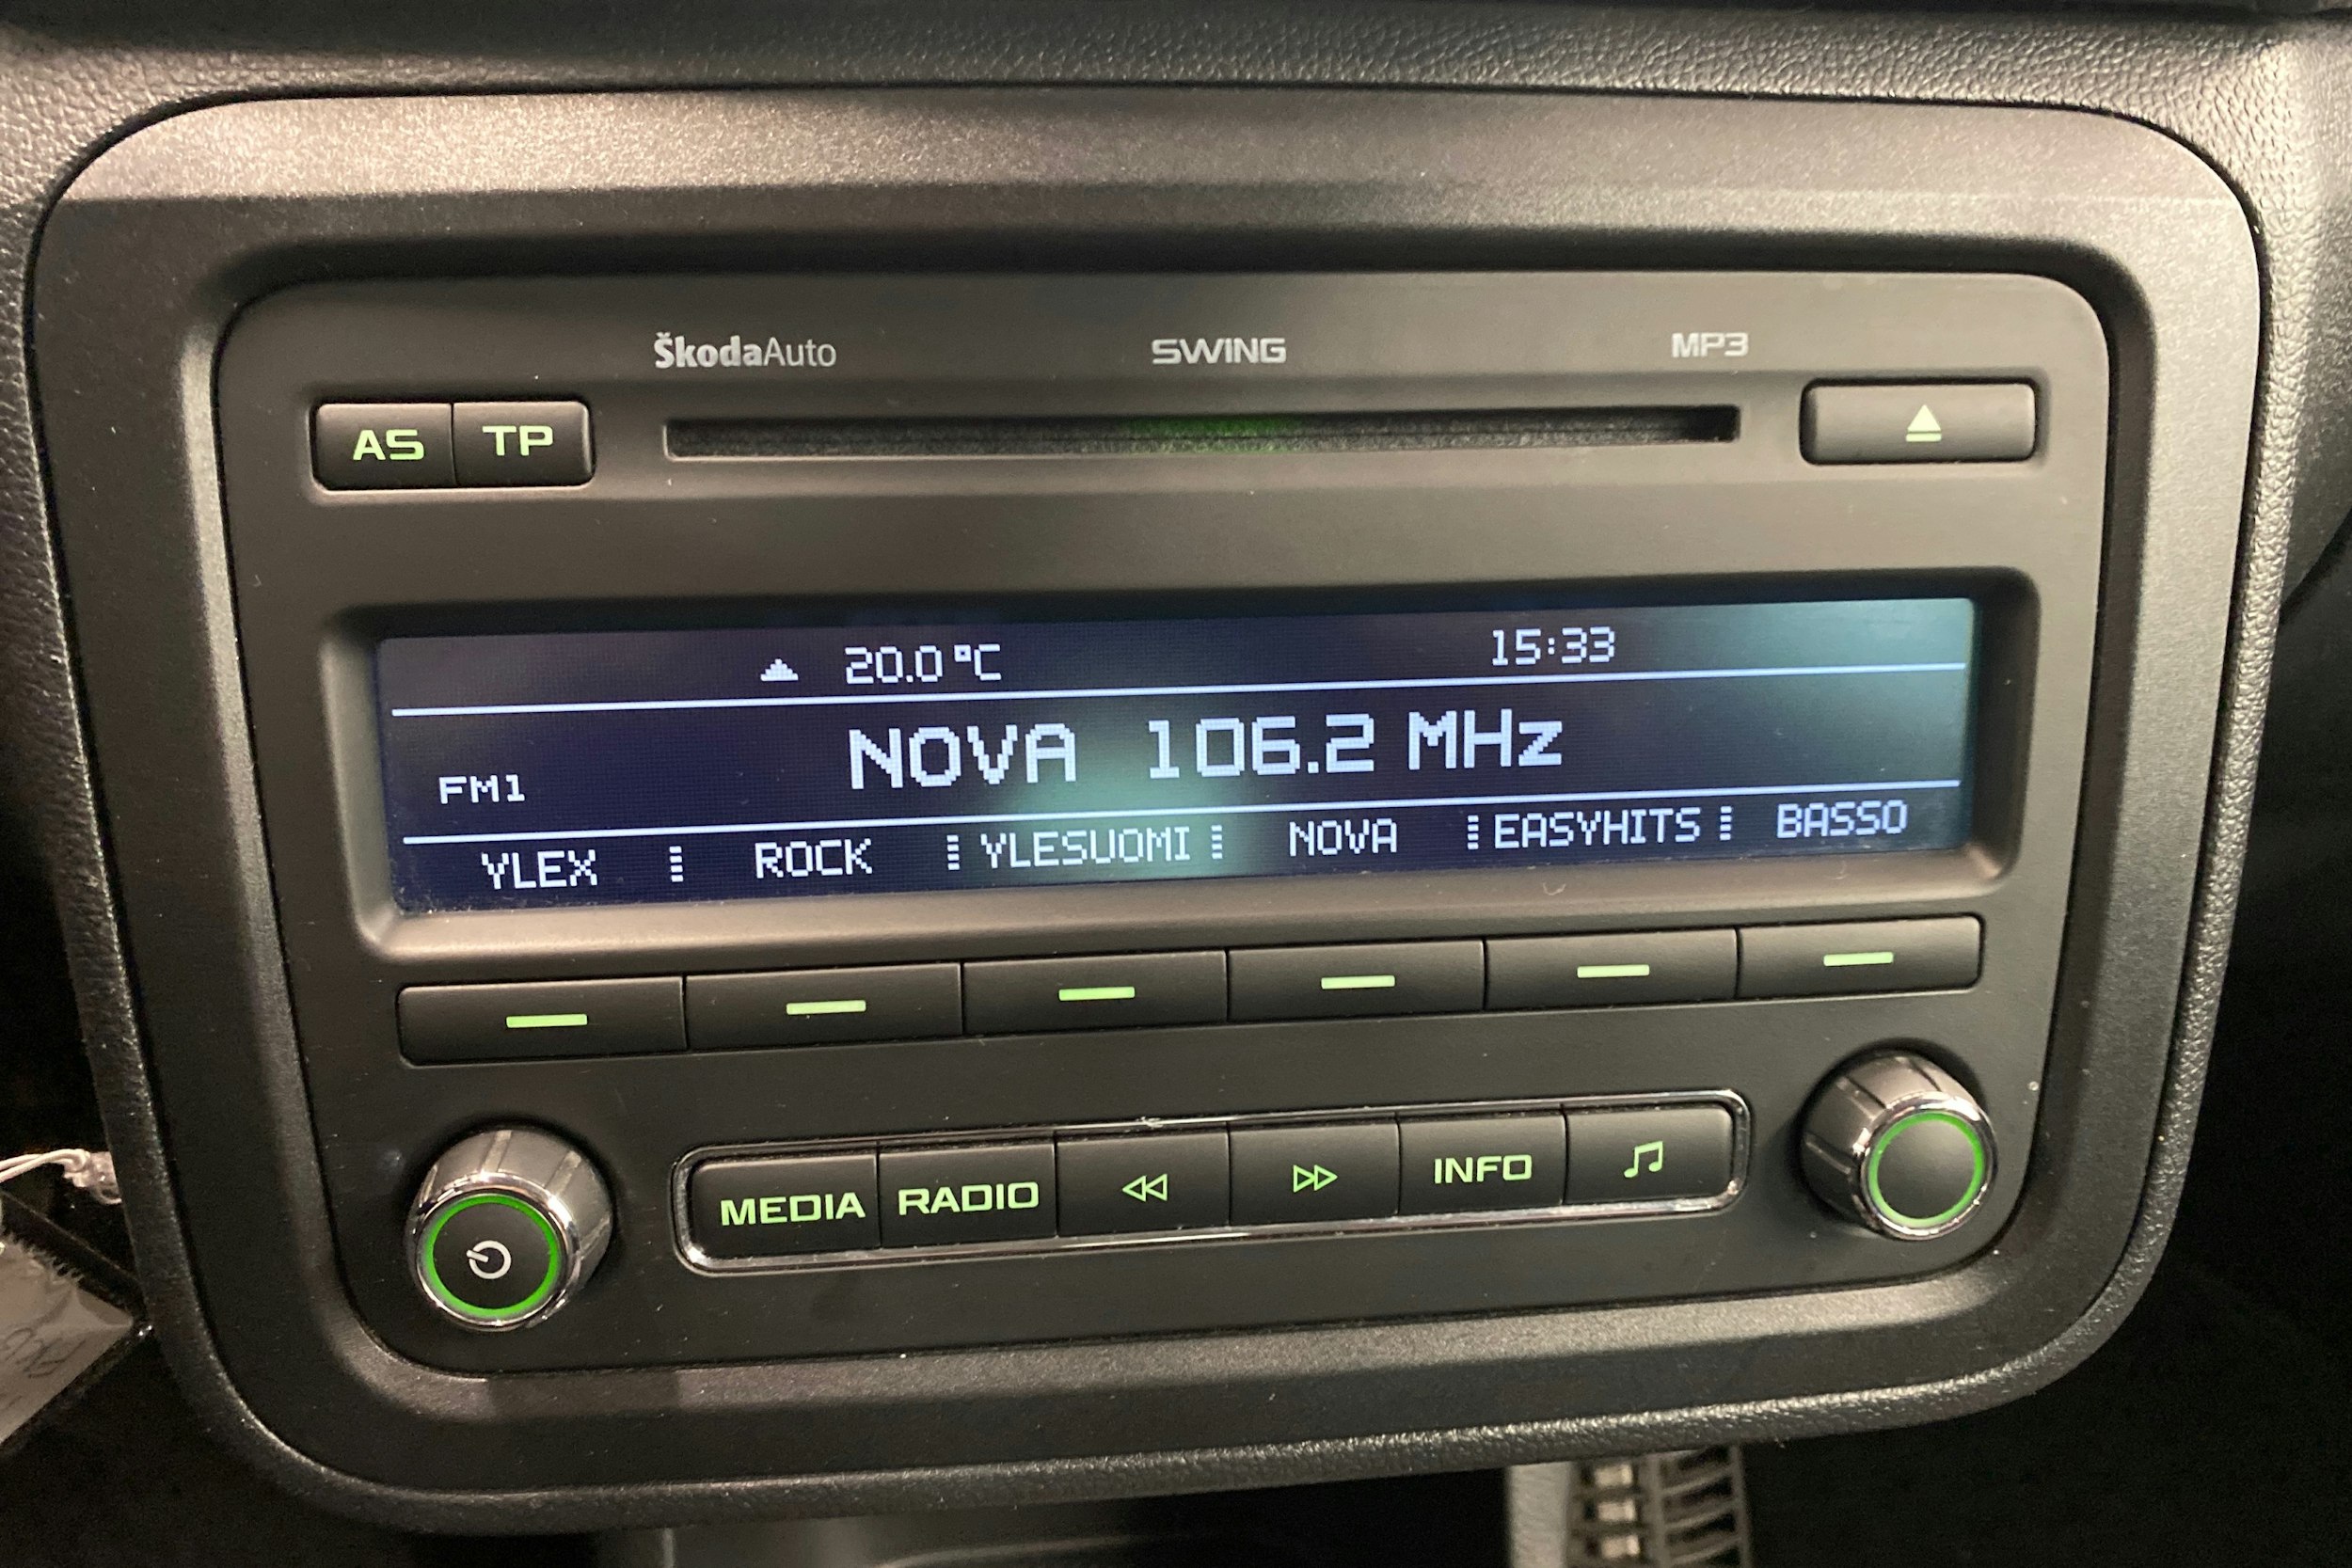 ŠkodaAuto SWING MP3
AS TP
20.0 °C 15:33
FM1 NOVA 106.2 MHz
YLEX ROCK YLESUOMI NOVA EASYHITS BASSO
MEDIA RADIO INFO